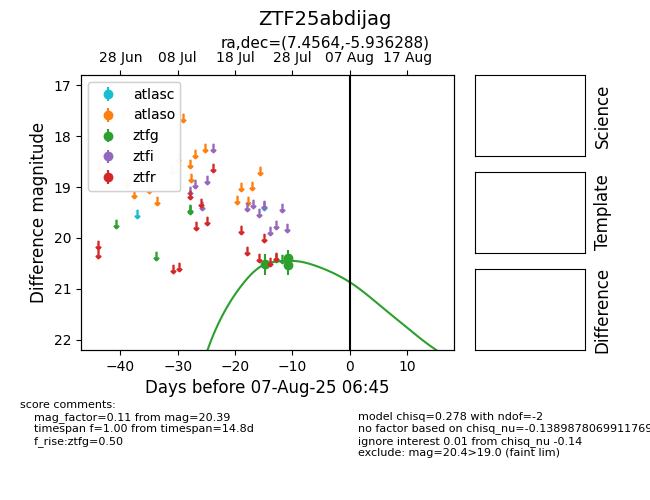 ZTF25abdijag
ra,dec=(7.4564,-5.936288)
28 Jun 08 Jul 18 Jul 28 Jul 07 Aug 17 Aug
17
18
19
20
21
22
Difference magnitude
atlasc
atlaso
ztfg
ztfi
ztfr
Science
Template
Difference
−40 −30 −20 −10 0 10
Days before 07-Aug-25 06:45
score comments:
mag_factor=0.11 from mag=20.39
timespan f=1.00 from timespan=14.8d
f_rise:ztfg=0.50
model chisq=0.278 with ndof=-2
no factor based on chisq_nu=-0.1389878069911769
ignore interest 0.01 from chisq_nu -0.14
exclude: mag=20.4>19.0 (faint lim)